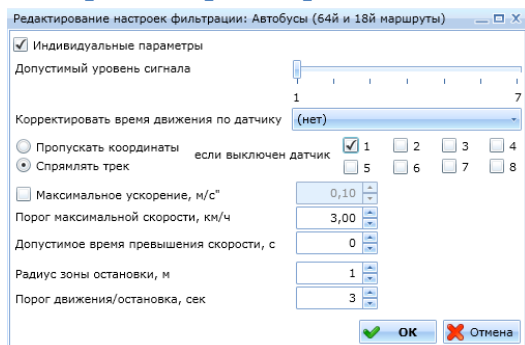 Редактирование настроек фильтрации: Автобусы (64й и 18й маршруты)
Индивидуальные параметры
Допустимый уровень сигнала
1 7
Корректировать время движения по датчику (нет)
Пропускать координаты
Спрямлять трек
если выключен датчик
1 2 3 4
5 6 7 8
Максимальное ускорение, м/с" 0,10
Порог максимальной скорости, км/ч 3,00
Допустимое время превышения скорости, с 0
Радиус зоны остановки, м 1
Порог движения/остановка, сек 3
ОК Отмена